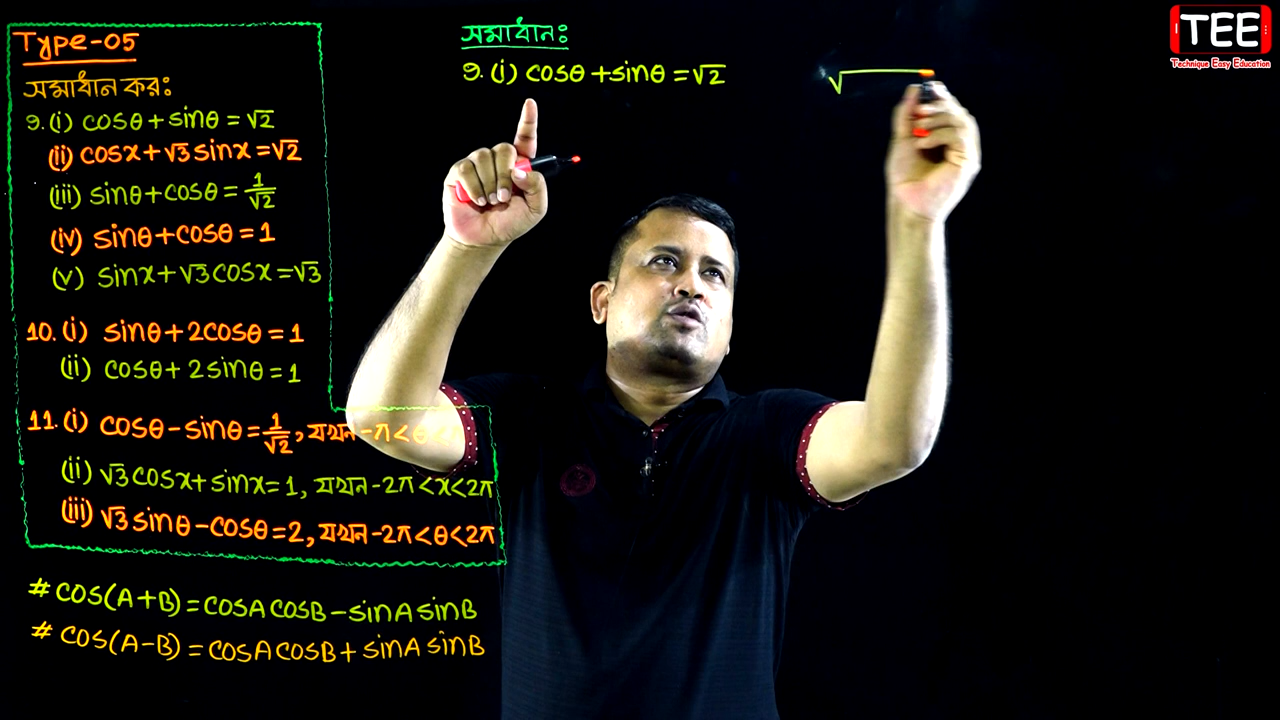 Type-05
সমাধান করঃ
9. (i) cosθ + sinθ = √2
(ii) cosx + √3 sinx = √2
(iii) sinθ + cosθ = 1/√2
(iv) sinθ + cosθ = 1
(v) sinx + √3 cosx = √3
10. (i) sinθ + 2cosθ = 1
(ii) cosθ + 2sinθ = 1
11. (i) cosθ - sinθ = 1/√2, যখন -π < θ <
(ii) √3 cosx + sinx = 1, যখন -2π < x < 2π
(iii) √3 sinθ - cosθ = 2, যখন -2π < θ < 2π
# cos(A+B) = cosA cosB - sinA sinB
# cos(A-B) = cosA cosB + sinA sinB
সমাধানঃ
9. (i) cosθ + sinθ = √2
√
TEE
Technique Easy Education